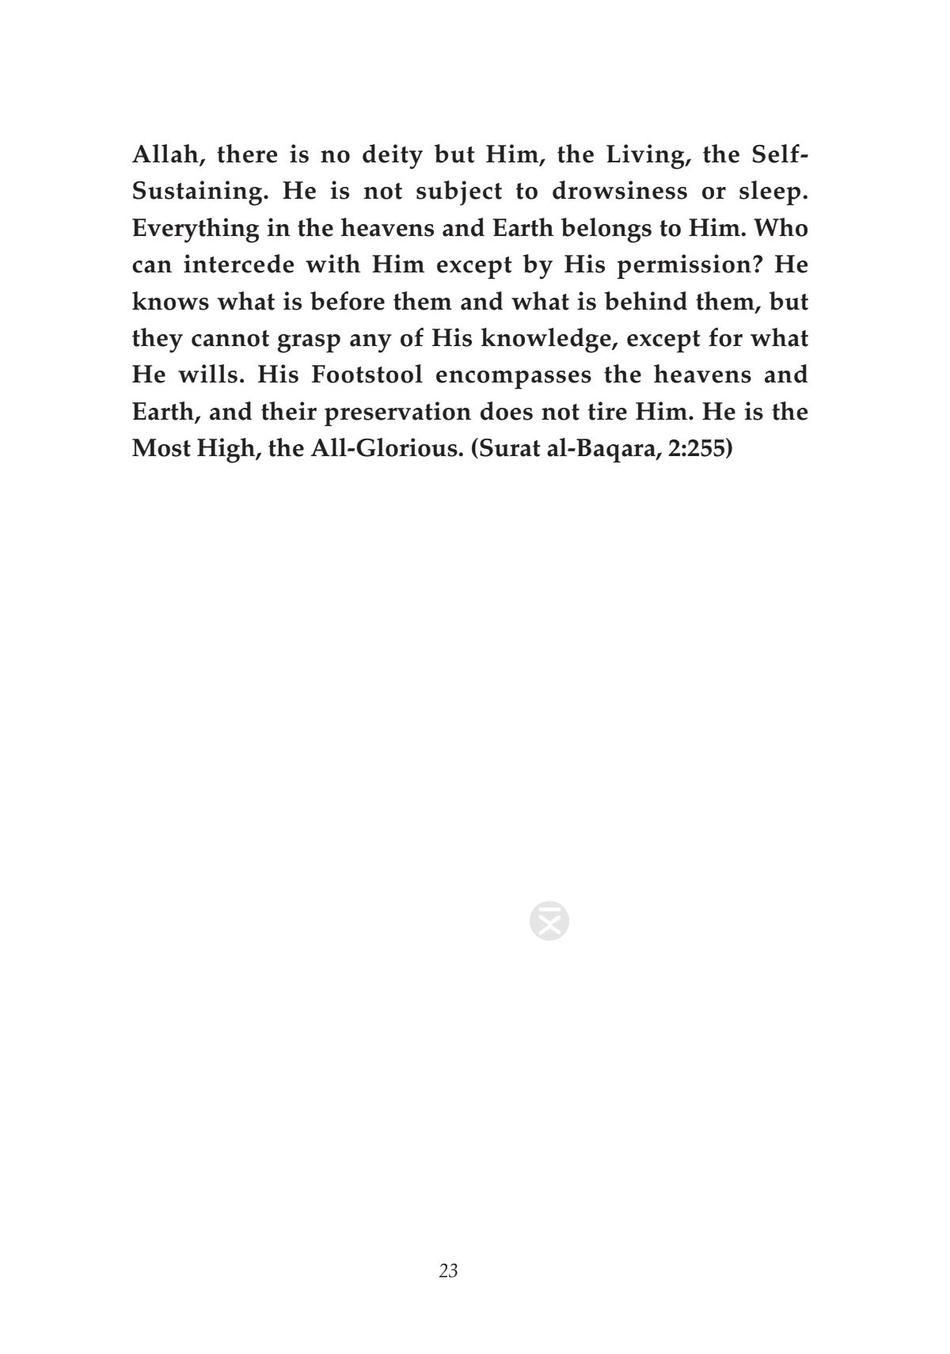 Allah, there is no deity but Him, the Living, the Self-
Sustaining. He is not subject to drowsiness or sleep.
Everything in the heavens and Earth belongs to Him. Who
can intercede with Him except by His permission? He
knows what is before them and what is behind them, but
they cannot grasp any of His knowledge, except for what
He wills. His Footstool encompasses the heavens and
Earth, and their preservation does not tire Him. He is the
Most High, the All-Glorious. (Surat al-Baqara, 2:255)
23